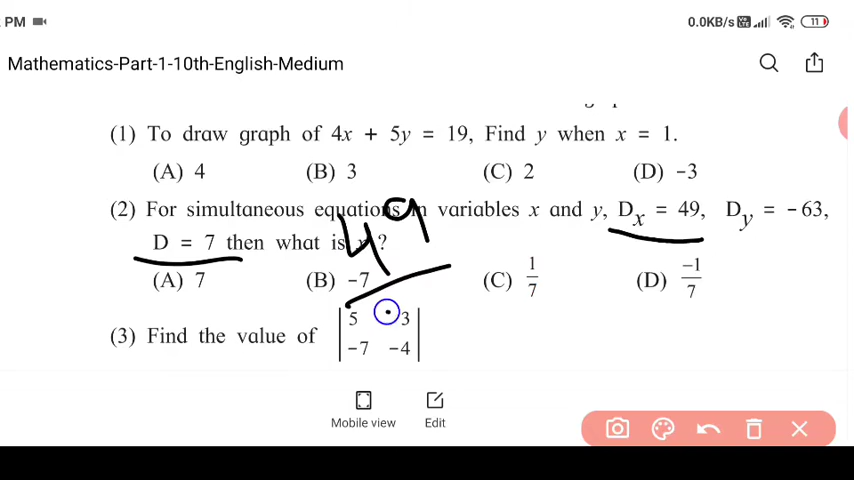 PM 0.0KB/s 11
Mathematics-Part-1-10th-English-Medium
(1) To draw graph of 4x + 5y = 19, Find y when x = 1.
(A) 4 (B) 3 (C) 2 (D) -3
(2) For simultaneous equations in variables x and y, Dx = 49, Dy = -63,
D = 7 then what is x ?
49
(A) 7 (B) -7 (C) 1/7 (D) -1/7
(3) Find the value of | 5 3 |
| -7 -4 |
Mobile view Edit